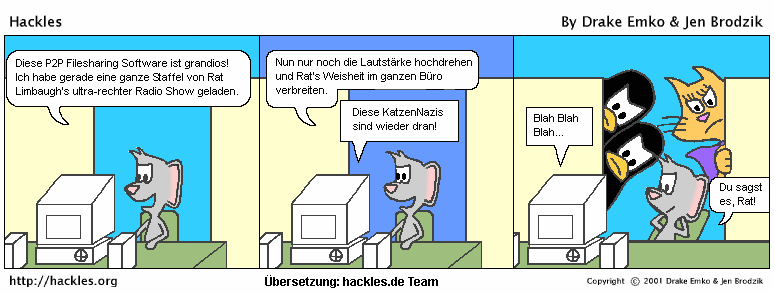 Hackles
By Drake Emko & Jen Brodzik
Diese P2P Filesharing Software ist grandios!
Ich habe gerade eine ganze Staffel von Rat
Limbaugh's ultra-rechter Radio Show geladen.
Nun nur noch die Lautstärke hochdrehen
und Rat's Weisheit im ganzen Büro
verbreiten.
Diese KatzenNazis
sind wieder dran!
Blah Blah
Blah...
Du sagst
es, Rat!
http://hackles.org
Übersetzung: hackles.de Team
Copyright © 2001 Drake Emko & Jen Brodzik